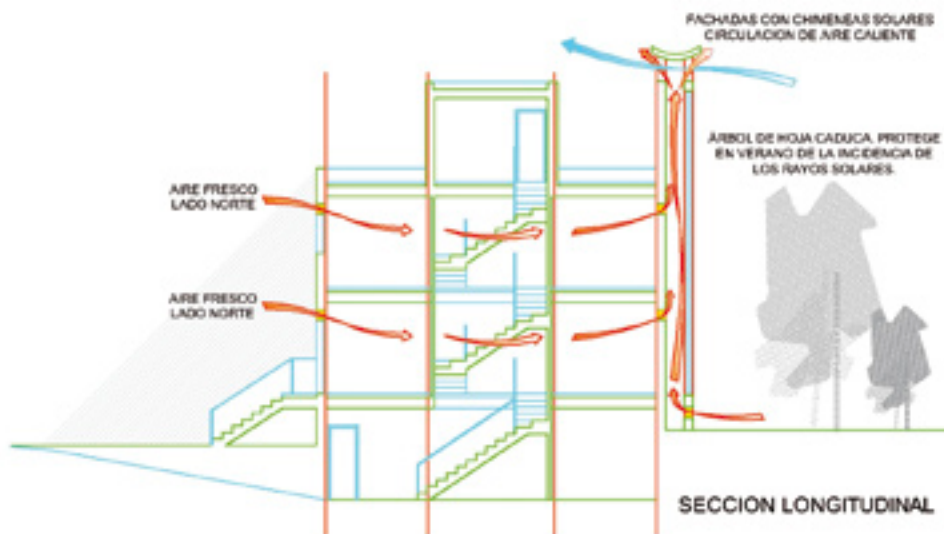 FACHADAS CON CHIMENEAS SOLARES
CIRCULACION DE AIRE CALIENTE
ÁRBOL DE HOJA CADUCA. PROTEGE
EN VERANO DE LA INCIDENCIA DE
LOS RAYOS SOLARES.
AIRE FRESCO
LADO NORTE
AIRE FRESCO
LADO NORTE
SECCION LONGITUDINAL